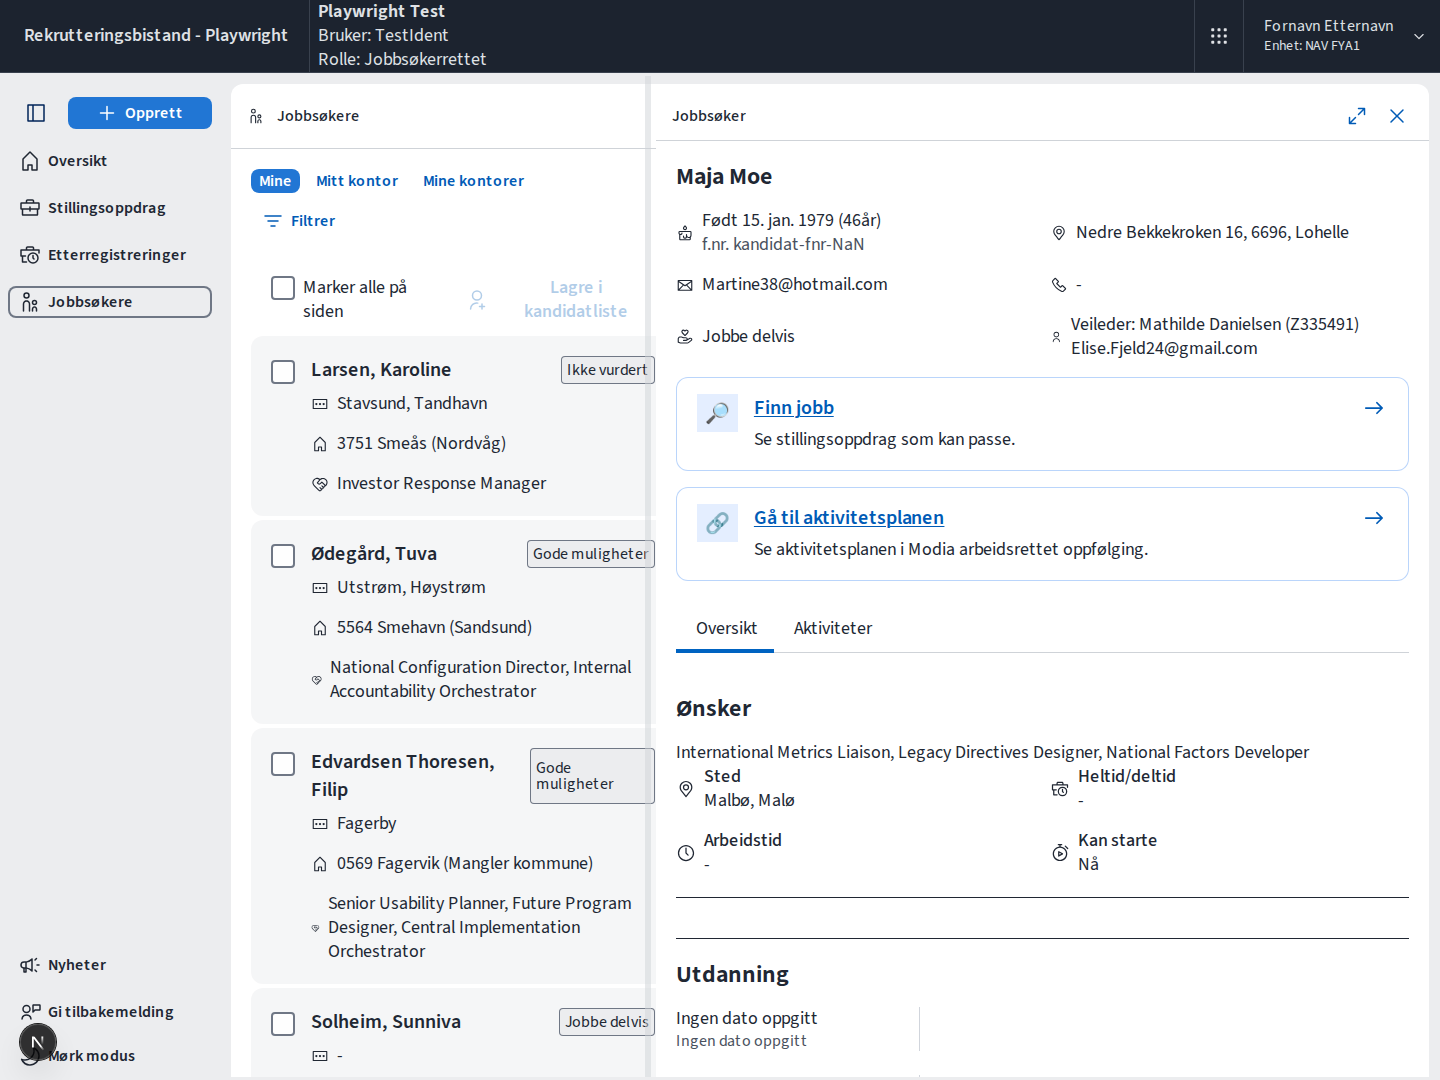 Rekrutteringsbistand - Playwright
Playwright Test
Bruker: TestIdent
Rolle: Jobbsøkerrettet
Fornavn Etternavn
Enhet: NAV FYA1
Opprett
Oversikt
Stillingsoppdrag
Etterregistreringer
Jobbsøkere
Nyheter
Gi tilbakemelding
Mørk modus
N
Jobbsøkere
Mine
Mitt kontor
Mine kontorer
Filtrer
Marker alle på
siden
Lagre i
kandidatliste
Larsen, Karoline
Ikke vurdert
Stavsund, Tandhavn
3751 Smeås (Nordvåg)
Investor Response Manager
Ødegård, Tuva
Gode muligheter
Utstrøm, Høystrøm
5564 Smehavn (Sandsund)
National Configuration Director, Internal
Accountability Orchestrator
Edvardsen Thoresen,
Filip
Gode
muligheter
Fagerby
0569 Fagervik (Mangler kommune)
Senior Usability Planner, Future Program
Designer, Central Implementation
Orchestrator
Solheim, Sunniva
Jobbe delvis
-
Jobbsøker
Maja Moe
Født 15. jan. 1979 (46år)
f.nr. kandidat-fnr-NaN
Nedre Bekkekroken 16, 6696, Lohelle
Martine38@hotmail.com
-
Jobbe delvis
Veileder: Mathilde Danielsen (Z335491)
Elise.Fjeld24@gmail.com
Finn jobb
Se stillingsoppdrag som kan passe.
Gå til aktivitetsplanen
Se aktivitetsplanen i Modia arbeidsrettet oppfølging.
Oversikt
Aktiviteter
Ønsker
International Metrics Liaison, Legacy Directives Designer, National Factors Developer
Sted
Malbø, Malø
Heltid/deltid
-
Arbeidstid
-
Kan starte
Nå
Utdanning
Ingen dato oppgitt
Ingen dato oppgitt